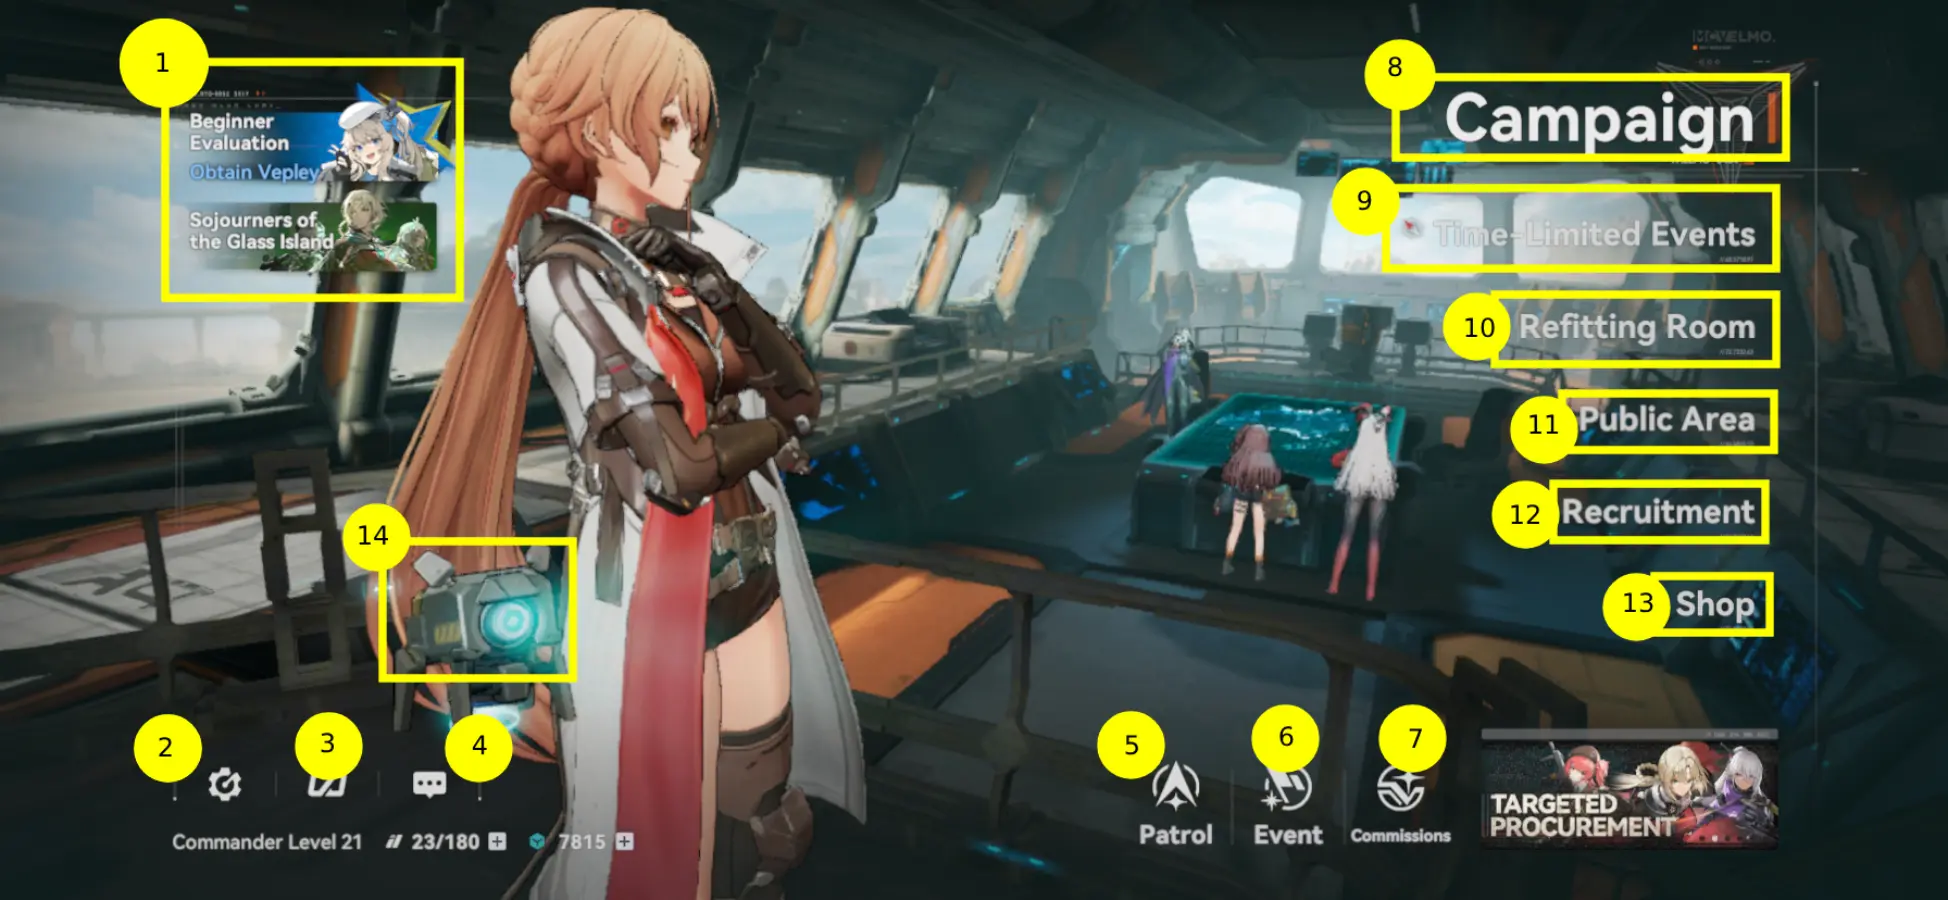 1
Beginner
Evaluation
Obtain Vepley
Sojourners of
the Glass Island
8
Campaign
9
Time-Limited Events
10
Refitting Room
11
Public Area
12
Recruitment
13
Shop
14
2
3
4
5
6
7
Patrol
Event
Commissions
TARGETED
PROCUREMENT
Commander Level 21
23/180
7815